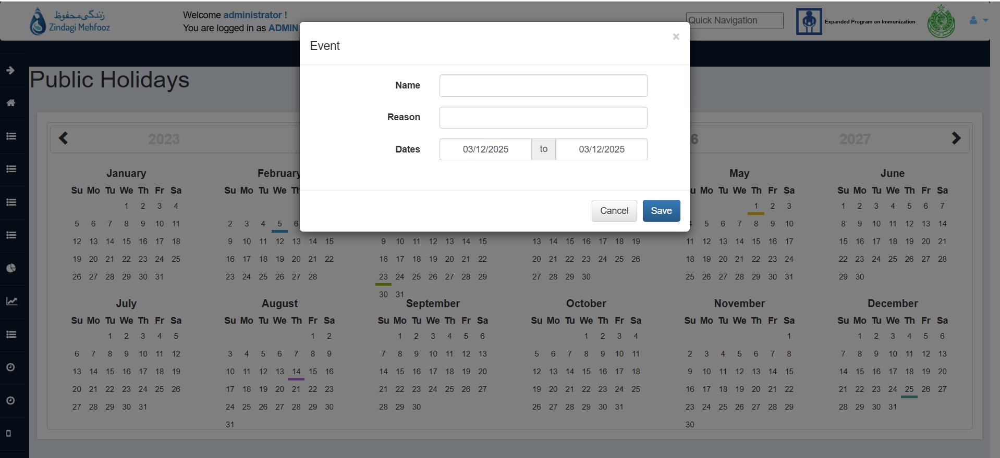 زندگی محفوظ
Zindagi Mehfooz
Welcome administrator !
You are logged in as ADMIN
Quick Navigation
Expanded Program on Immunization
Event
×
Name
Reason
Dates 03/12/2025 to 03/12/2025
Cancel Save
Public Holidays
2023 6 2027
January
Su Mo Tu We Th Fr Sa
1 2 3 4
5 6 7 8 9 10 11
12 13 14 15 16 17 18
19 20 21 22 23 24 25
26 27 28 29 30 31
February
Su Mo Tu We Th
2 3 4 5 6
9 10 11 12 13 14 15
16 17 18 19 20 21 22
23 24 25 26 27 28
9 10 11 12 13 14 15
16 17 18 19 20 21 22
23 24 25 26 27 28 29
30 31
13 14 15 16 17 18 19
20 21 22 23 24 25 26
27 28 29 30
May
u Mo Tu We Th Fr Sa
1 2 3
4 5 6 7 8 9 10
11 12 13 14 15 16 17
18 19 20 21 22 23 24
25 26 27 28 29 30 31
June
Su Mo Tu We Th Fr Sa
1 2 3 4 5 6 7
8 9 10 11 12 13 14
15 16 17 18 19 20 21
22 23 24 25 26 27 28
29 30
July
Su Mo Tu We Th Fr Sa
1 2 3 4 5
6 7 8 9 10 11 12
13 14 15 16 17 18 19
20 21 22 23 24 25 26
27 28 29 30 31
August
Su Mo Tu We Th Fr Sa
1 2
3 4 5 6 7 8 9
10 11 12 13 14 15 16
17 18 19 20 21 22 23
24 25 26 27 28 29 30
31
September
Su Mo Tu We Th Fr Sa
1 2 3 4 5 6
7 8 9 10 11 12 13
14 15 16 17 18 19 20
21 22 23 24 25 26 27
28 29 30
October
Su Mo Tu We Th Fr Sa
1 2 3 4
5 6 7 8 9 10 11
12 13 14 15 16 17 18
19 20 21 22 23 24 25
26 27 28 29 30 31
November
Su Mo Tu We Th Fr Sa
1
2 3 4 5 6 7 8
9 10 11 12 13 14 15
16 17 18 19 20 21 22
23 24 25 26 27 28 29
30
December
Su Mo Tu We Th Fr Sa
1 2 3 4 5 6
7 8 9 10 11 12 13
14 15 16 17 18 19 20
21 22 23 24 25 26 27
28 29 30 31